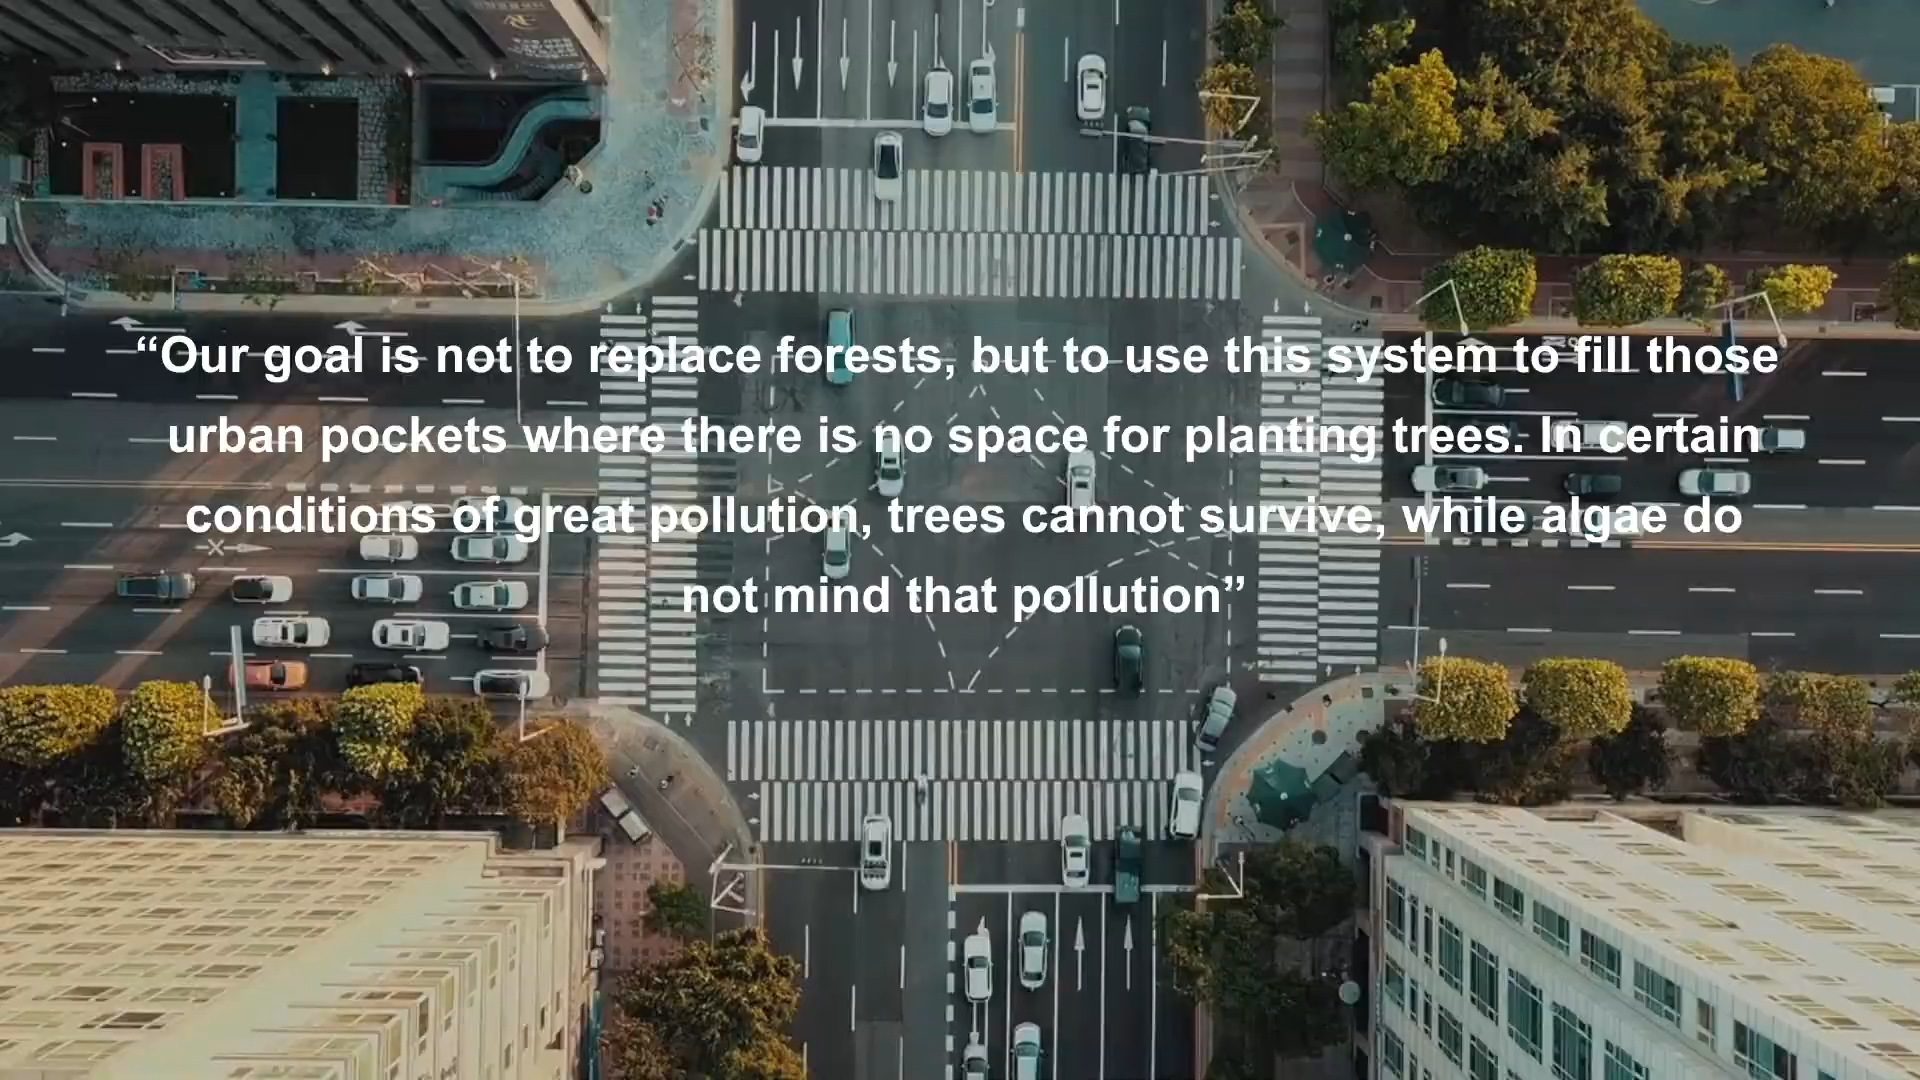 “Our goal is not to replace forests, but to use this system to fill those
urban pockets where there is no space for planting trees. In certain
conditions of great pollution, trees cannot survive, while algae do
not mind that pollution”